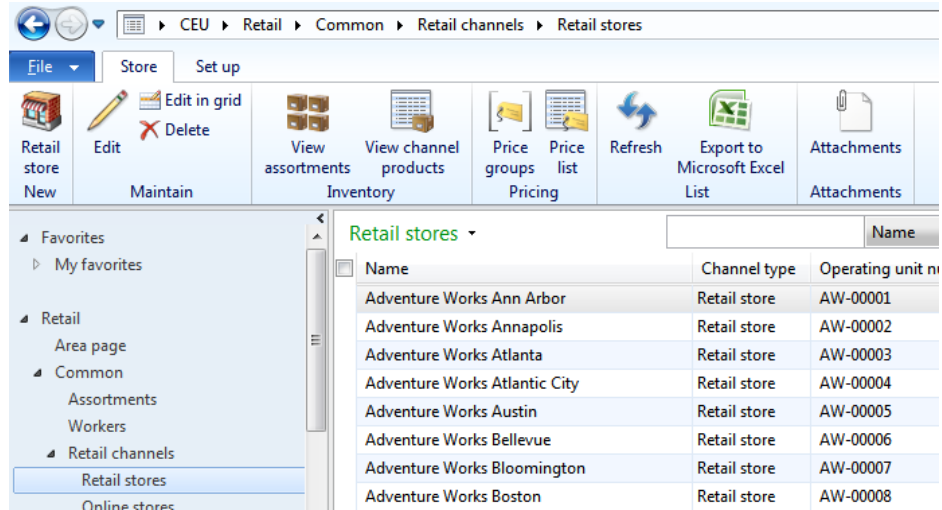 CEU Retail Common Retail channels Retail stores
File Store Set up
Retail store
Edit
Edit in grid
Delete
View assortments
View channel products
Price groups
Price list
Refresh
Export to Microsoft Excel
Attachments
New
Maintain
Inventory
Pricing
List
Attachments
Favorites
My favorites
Retail
Area page
Common
Assortments
Workers
Retail channels
Retail stores
Online stores
Retail stores
Name
Name Channel type Operating unit nu
Adventure Works Ann Arbor Retail store AW-00001
Adventure Works Annapolis Retail store AW-00002
Adventure Works Atlanta Retail store AW-00003
Adventure Works Atlantic City Retail store AW-00004
Adventure Works Austin Retail store AW-00005
Adventure Works Bellevue Retail store AW-00006
Adventure Works Bloomington Retail store AW-00007
Adventure Works Boston Retail store AW-00008